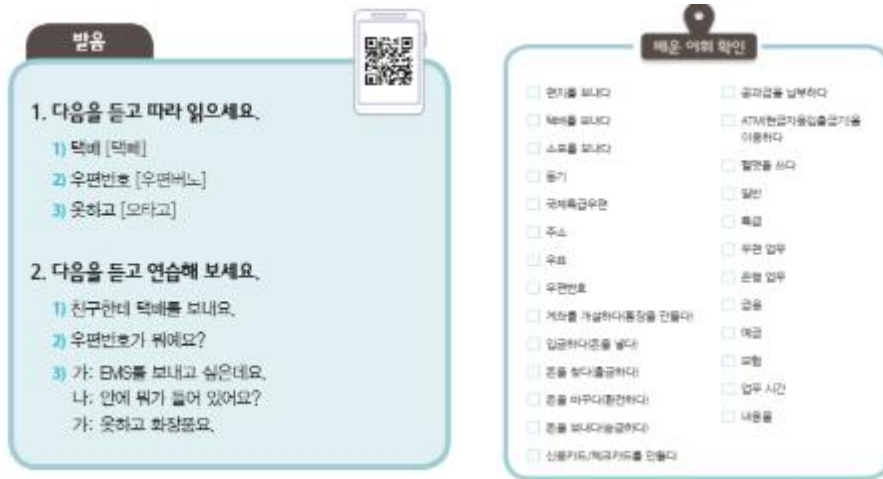 발음
1. 다음을 듣고 따라 읽으세요.
1) 택배 [택빼]
2) 우편번호 [우편버노]
3) 옷하고 [오타고]
2. 다음을 듣고 연습해 보세요.
1) 친구한테 택배를 보내요.
2) 우편번호가 뭐예요?
3) 가: EMS를 보내고 싶은데요.
나: 안에 뭐가 들어 있어요?
가: 옷하고 화장품요.
배운 어휘 확인
편지를 보내다
택배를 보내다
소포를 보내다
등기
국제특급우편
주소
우표
우편번호
계좌를 개설하다(통장을 만들다)
입금하다(돈을 넣다)
돈을 찾다(출금하다)
돈을 바꾸다(환전하다)
돈을 보내다(송금하다)
신용카드/체크카드를 만들다
공과금을 납부하다
ATM(현금자동입출금기)을
이용하다
헬멧을 쓰다
일반
특급
우편 업무
은행 업무
금융
예금
보험
업무 시간
내용물